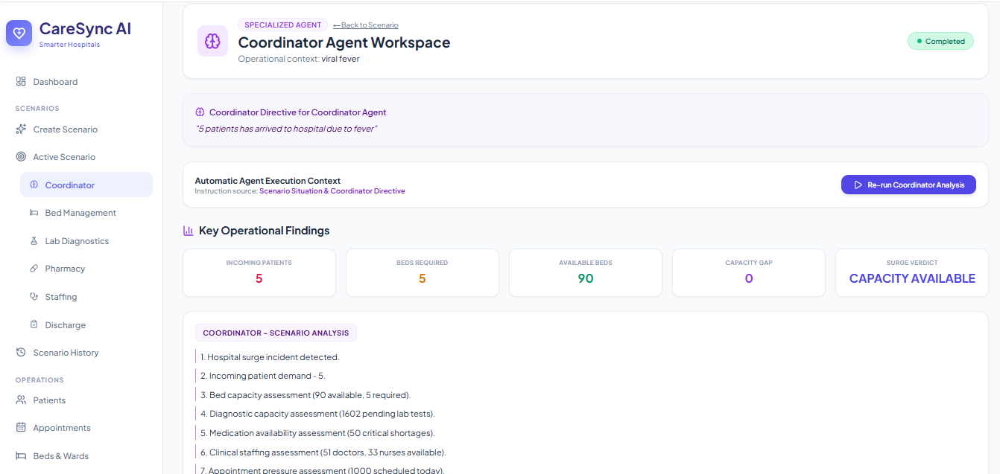 CareSync AI
Smarter Hospitals
Dashboard
SCENARIOS
Create Scenario
Active Scenario
Coordinator
Bed Management
Lab Diagnostics
Pharmacy
Staffing
Discharge
Scenario History
OPERATIONS
Patients
Appointments
Beds & Wards
SPECIALIZED AGENT ←Back to Scenario
Coordinator Agent Workspace
Operational context: viral fever
Completed
Coordinator Directive for Coordinator Agent
"5 patients has arrived to hospital due to fever"
Automatic Agent Execution Context
Instruction source: Scenario Situation & Coordinator Directive
Re-run Coordinator Analysis
Key Operational Findings
INCOMING PATIENTS
5
BEDS REQUIRED
5
AVAILABLE BEDS
90
CAPACITY GAP
0
SURGE VERDICT
CAPACITY AVAILABLE
COORDINATOR - SCENARIO ANALYSIS
1. Hospital surge incident detected.
2. Incoming patient demand - 5.
3. Bed capacity assessment (90 available, 5 required).
4. Diagnostic capacity assessment (1602 pending lab tests).
5. Medication availability assessment (50 critical shortages).
6. Clinical staffing assessment (51 doctors, 33 nurses available).
7. Appointment pressure assessment (1000 scheduled today).